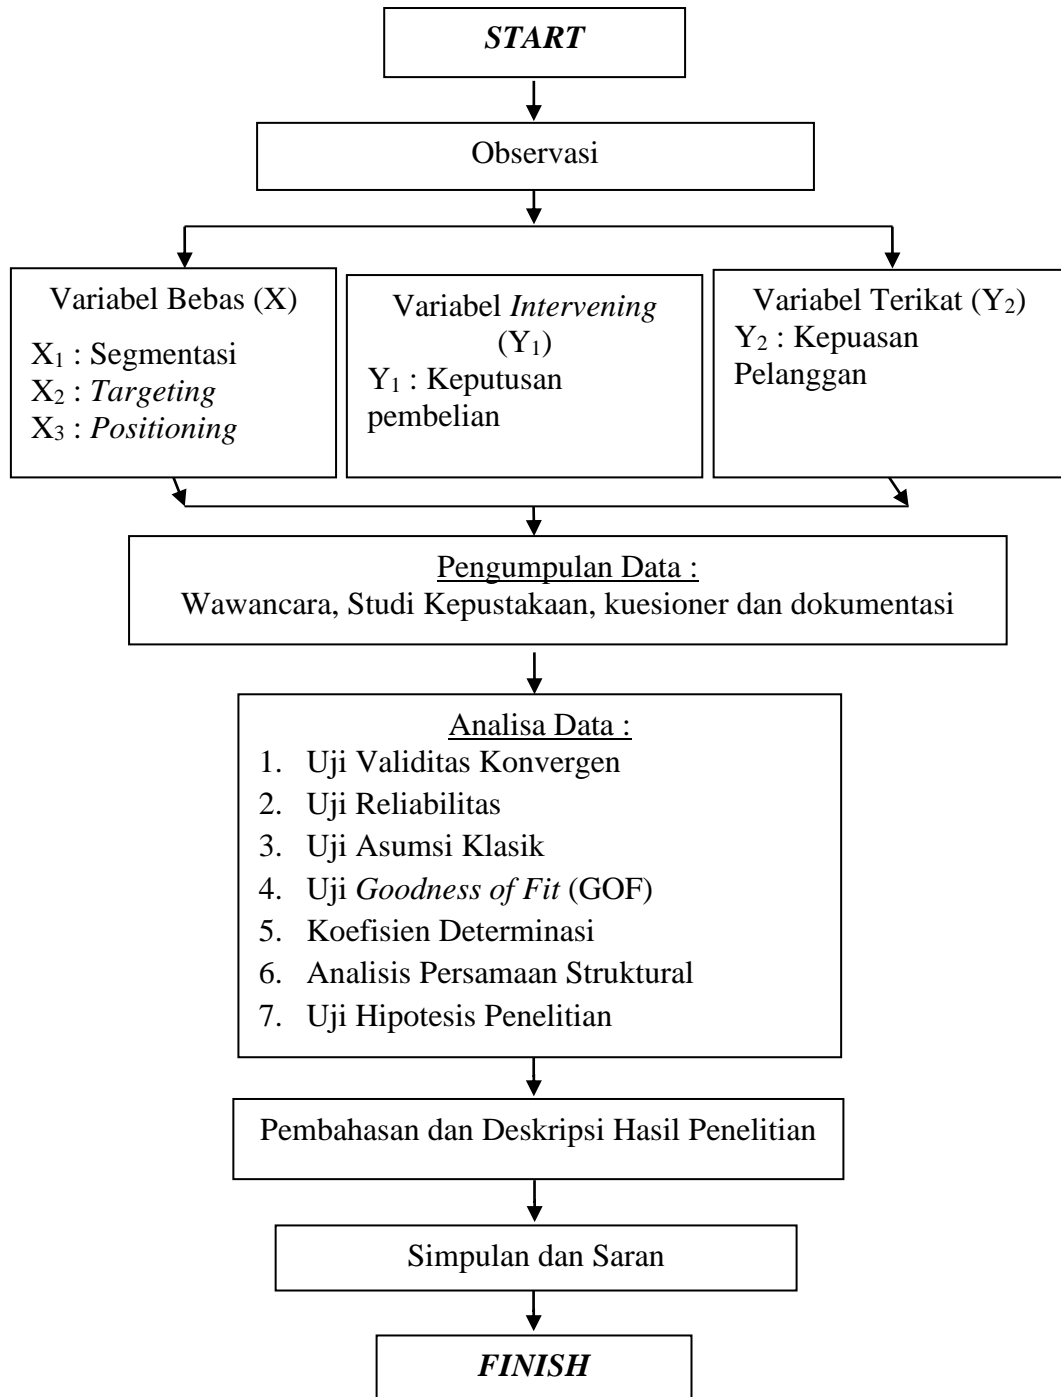 START
Observasi
Variabel Bebas (X)
X₁ : Segmentasi
X₂ : Targeting
X₃ : Positioning
Variabel Intervening
(Y₁)
Y₁ : Keputusan
pembelian
Variabel Terikat (Y₂)
Y₂ : Kepuasan
Pelanggan
Pengumpulan Data :
Wawancara, Studi Kepustakaan, kuesioner dan dokumentasi
Analisa Data :
1. Uji Validitas Konvergen
2. Uji Reliabilitas
3. Uji Asumsi Klasik
4. Uji Goodness of Fit (GOF)
5. Koefisien Determinasi
6. Analisis Persamaan Struktural
7. Uji Hipotesis Penelitian
Pembahasan dan Deskripsi Hasil Penelitian
Simpulan dan Saran
FINISH